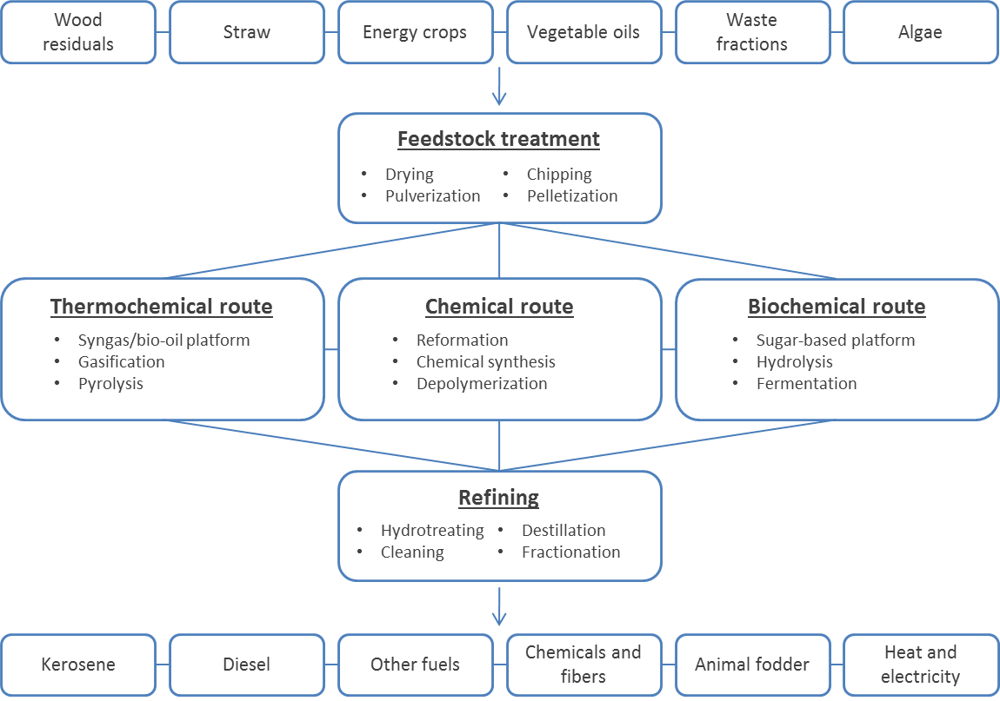 Wood
residuals
Straw
Energy crops
Vegetable oils
Waste
fractions
Algae
Feedstock treatment
• Drying
• Chipping
• Pulverization
• Pelletization
Thermochemical route
• Syngas/bio-oil platform
• Gasification
• Pyrolysis
Chemical route
• Reformation
• Chemical synthesis
• Depolymerization
Biochemical route
• Sugar-based platform
• Hydrolysis
• Fermentation
Refining
• Hydrotreating
• Destillation
• Cleaning
• Fractionation
Kerosene
Diesel
Other fuels
Chemicals and
fibers
Animal fodder
Heat and
electricity